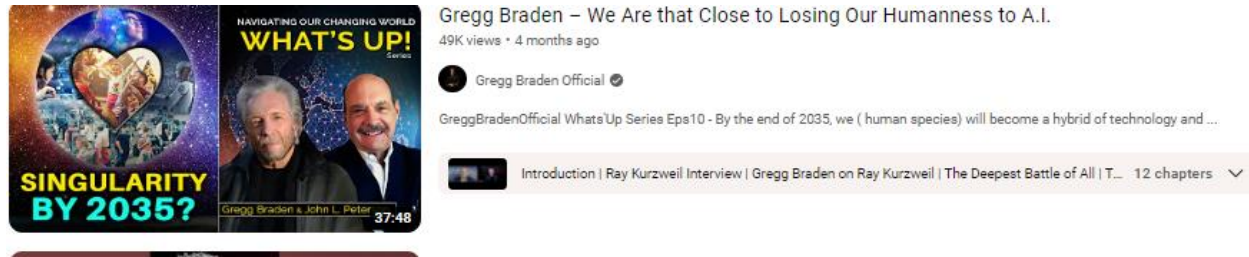 NAVIGATING OUR CHANGING WORLD
WHAT'S UP!
Series
SINGULARITY
BY 2035?
Gregg Braden & John L. Peter
37:48
Gregg Braden – We Are that Close to Losing Our Humanness to A.I.
49K views • 4 months ago
Gregg Braden Official
GreggBradenOfficial Whats'Up Series Eps10 - By the end of 2035, we ( human species) will become a hybrid of technology and ...
Introduction | Ray Kurzweil Interview | Gregg Braden on Ray Kurzweil | The Deepest Battle of All | T... 12 chapters